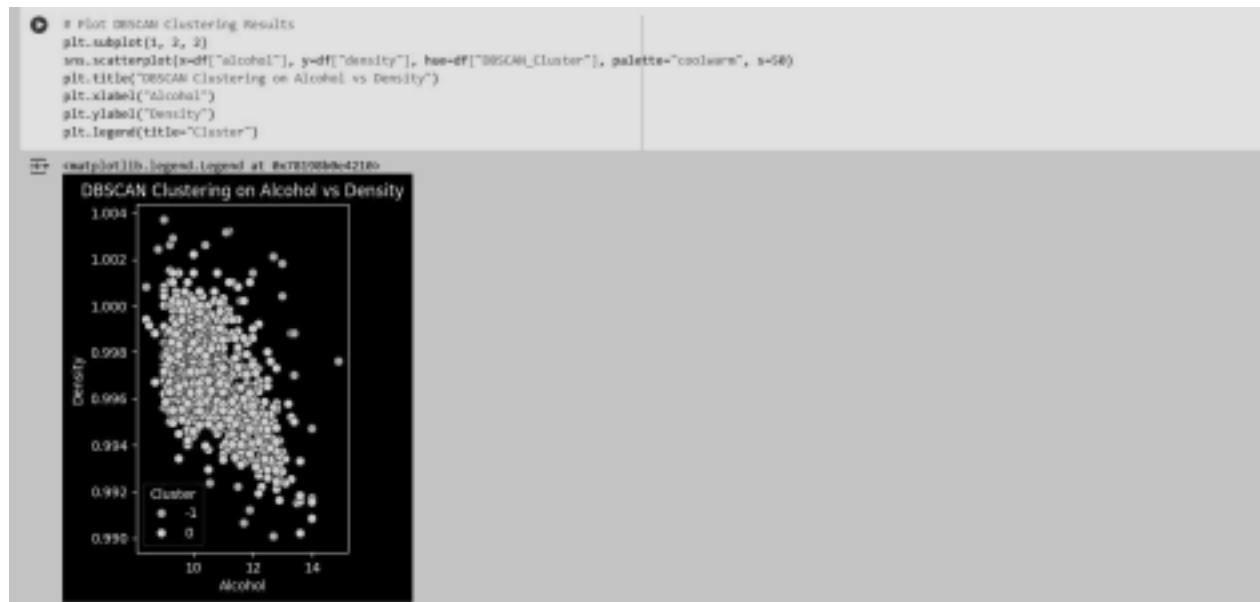 # Plot DBSCAN Clustering Results
plt.subplot(1, 2, 2)
sns.scatterplot(x=df["alcohol"], y=df["density"], hue=df["DBSCAN_Cluster"], palette="coolwarm", s=50)
plt.title("DBSCAN Clustering on Alcohol vs Density")
plt.xlabel("Alcohol")
plt.ylabel("Density")
plt.legend(title="Cluster")
<matplotlib.legend.Legend at
DBSCAN Clustering on Alcohol vs Density
1.004
1.002
1.000
0.998
0.996
0.994
0.992
0.990
Density
Cluster
-1
0
10 12 14
Alcohol